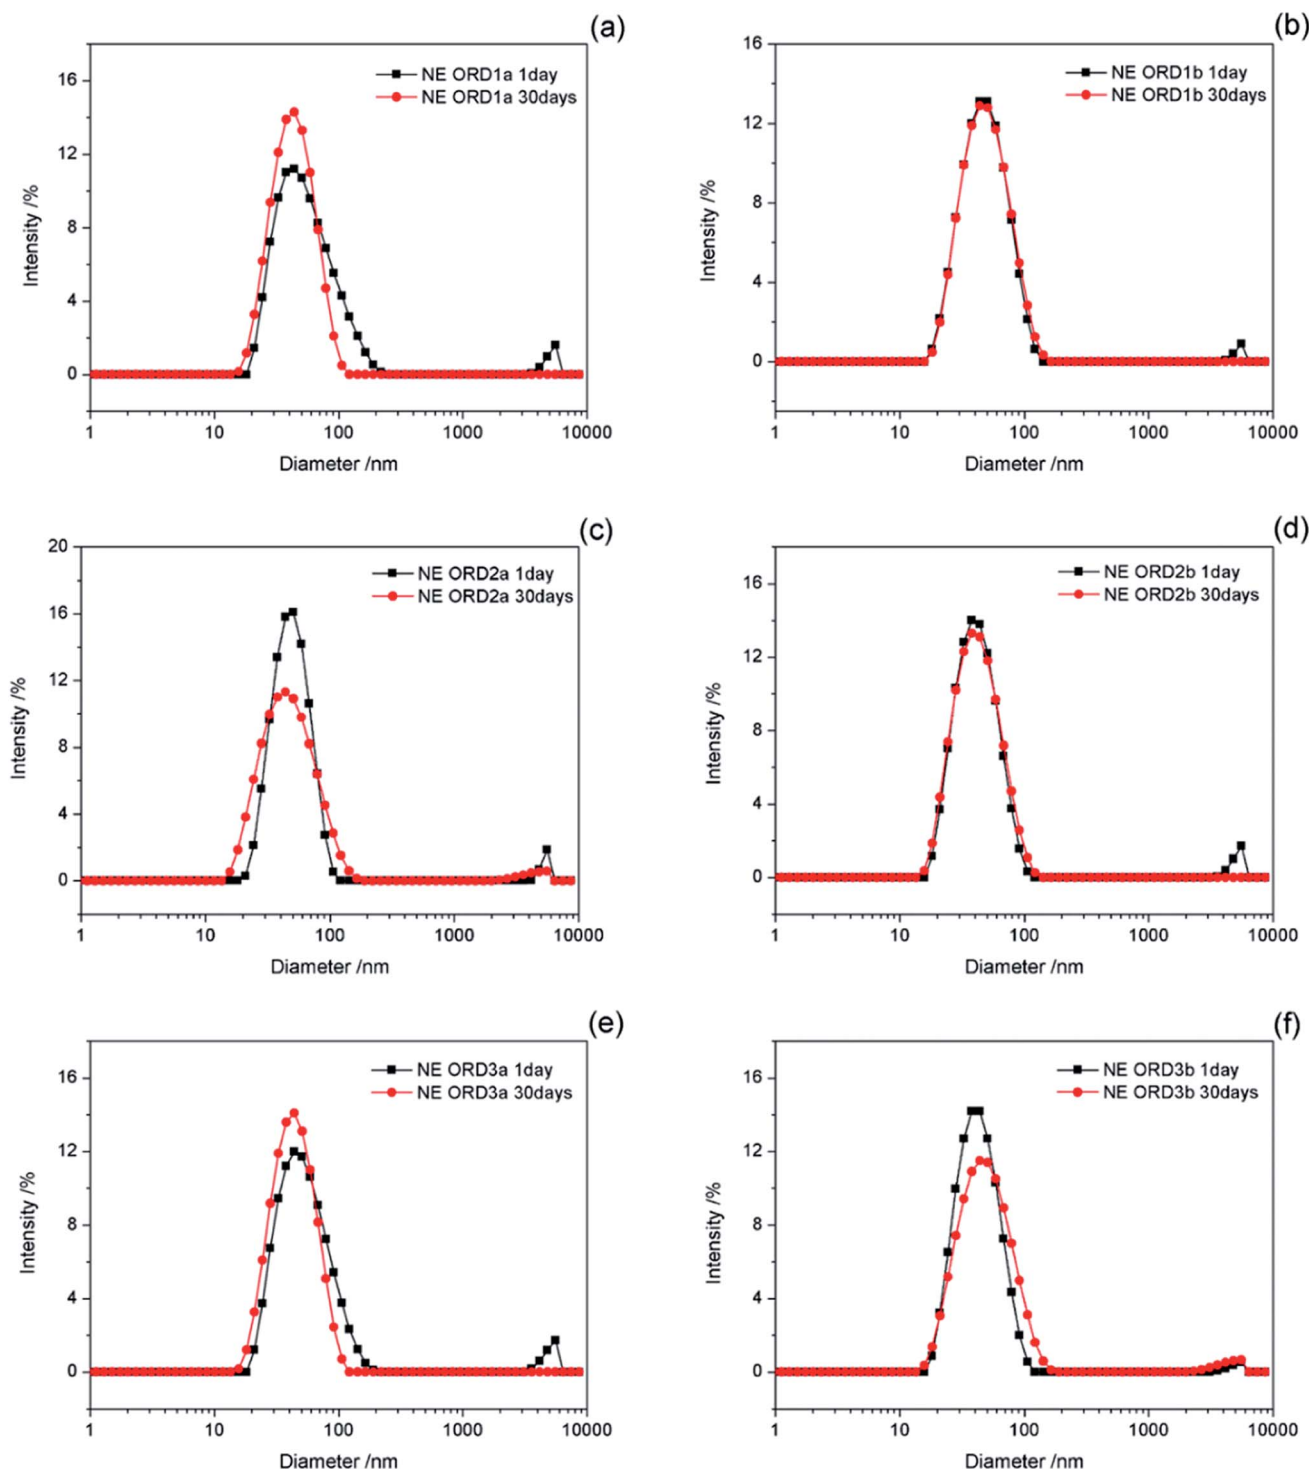 (a)
NE ORD1a 1day
NE ORD1a 30days
16
12
8
4
0
Intensity /%
1 10 100 1000 10000
Diameter /nm
(b)
NE ORD1b 1day
NE ORD1b 30days
16
12
8
4
0
Intensity /%
1 10 100 1000 10000
Diameter /nm
(c)
NE ORD2a 1day
NE ORD2a 30days
20
16
12
8
4
0
Intensity /%
1 10 100 1000 10000
Diameter /nm
(d)
NE ORD2b 1day
NE ORD2b 30days
16
12
8
4
0
Intensity /%
1 10 100 1000 10000
Diameter /nm
(e)
NE ORD3a 1day
NE ORD3a 30days
16
12
8
4
0
Intensity /%
1 10 100 1000 10000
Diameter /nm
(f)
NE ORD3b 1day
NE ORD3b 30days
16
12
8
4
0
Intensity /%
1 10 100 1000 10000
Diameter /nm